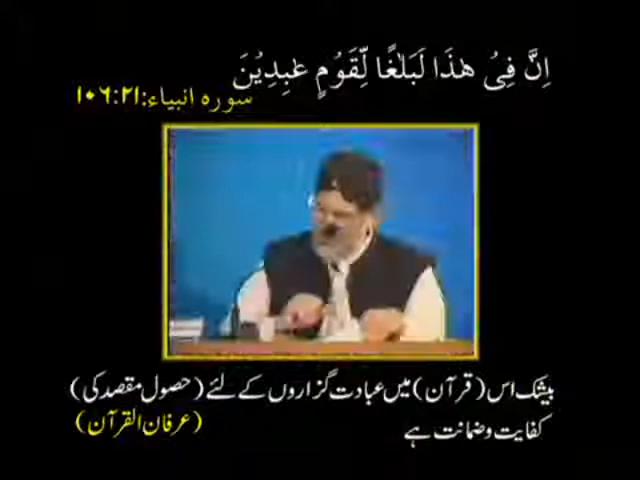 اِنَّ فِیْ هٰذَا لَبَلٰغًا لِّقَوْمٍ عٰبِدِیْنَ
سورہ انبیاء:۱۰۶:۲۱
بیشک اس (قرآن) میں عبادت گزاروں کے لئے (حصول مقصد کی)
کفایت و ضمانت ہے
(عرفان القرآن)